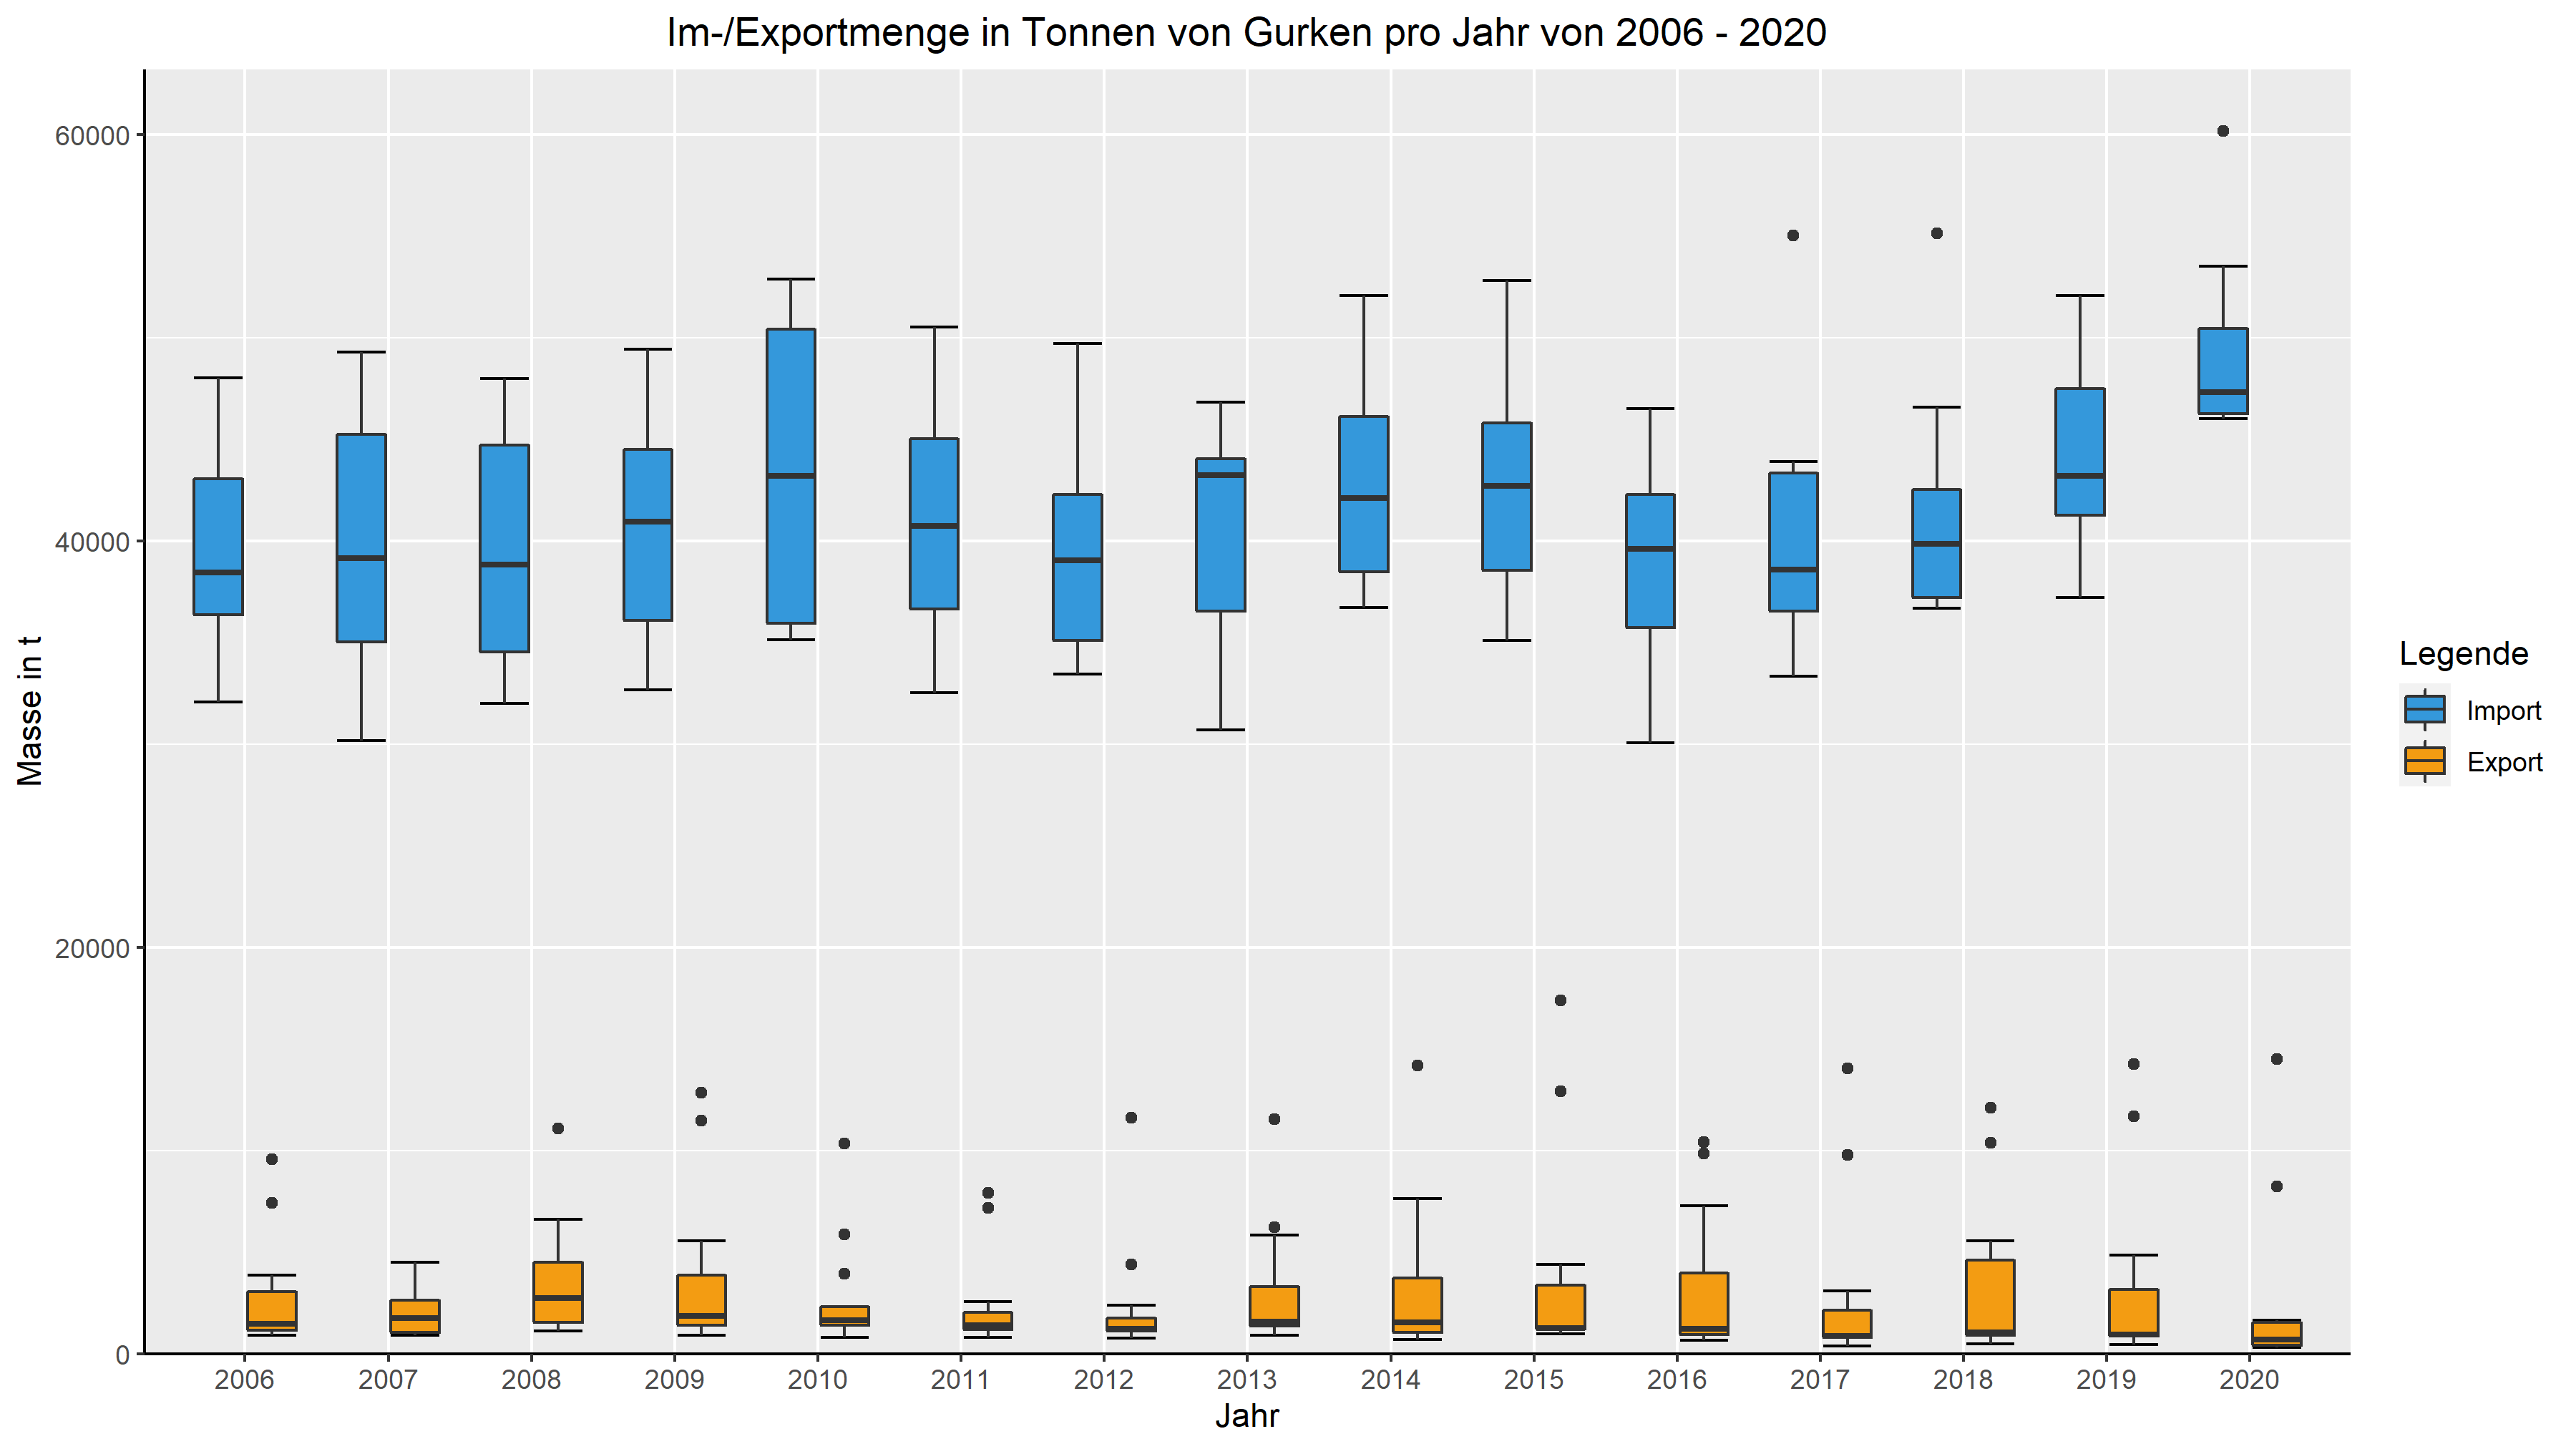 Im-/Exportmenge in Tonnen von Gurken pro Jahr von 2006 - 2020
Masse in t
60000
40000
20000
0
2006 2007 2008 2009 2010 2011 2012 2013 2014 2015 2016 2017 2018 2019 2020
Jahr
Legende
Import
Export